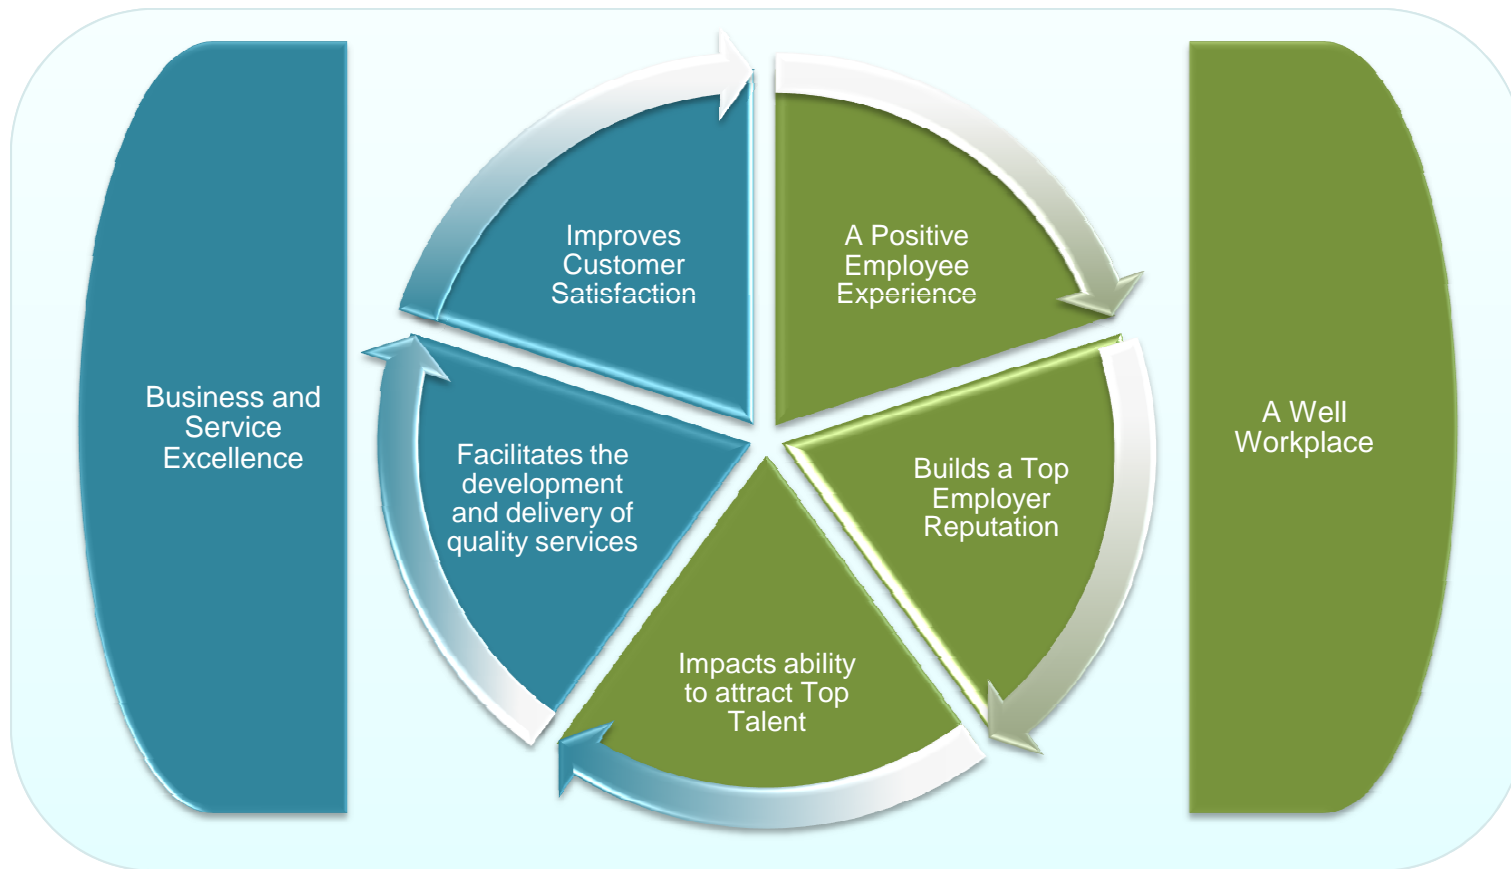 Business and
Service
Excellence
Improves
Customer
Satisfaction
A Positive
Employee
Experience
Builds a Top
Employer
Reputation
Impacts ability
to attract Top
Talent
Facilitates the
development
and delivery of
quality services
A Well
Workplace